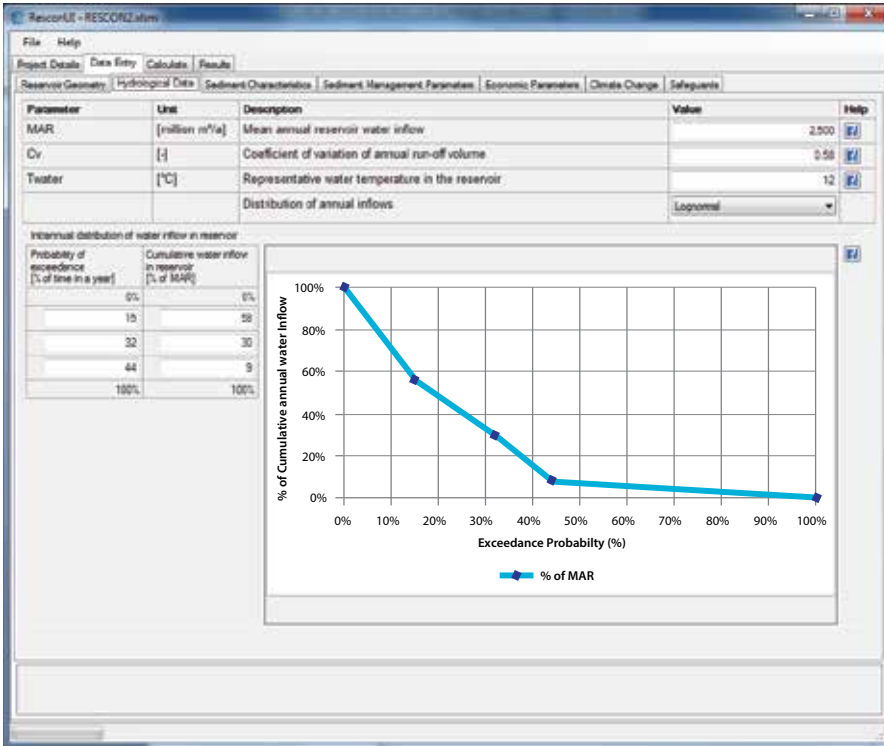 ResconUI - RESCON2.xlsm
File Help
Project Details Data Entry Calculate Results
Reservoir Geometry Hydrological Data Sediment Characteristics Sediment Management Parameters Economic Parameters Climate Change Safeguards
Parameter Unit Description Value Help
MAR [million m³/a] Mean annual reservoir water inflow 2,500
Cv [-] Coefficient of variation of annual run-off volume 0.58
Twater [°C] Representative water temperature in the reservoir 12
Distribution of annual inflows Lognormal
Interannual distribution of water inflow in reservoir
Probability of Cumulative water inflow
exceedence in reservoir
[% of time in a year] [% of MAR]
0% 0%
15 58
32 30
44 9
100% 100%
% of Cumulative annual water Inflow
100%
80%
60%
40%
20%
0%
0% 10% 20% 30% 40% 50% 60% 70% 80% 90% 100%
Exceedance Probabilty (%)
% of MAR